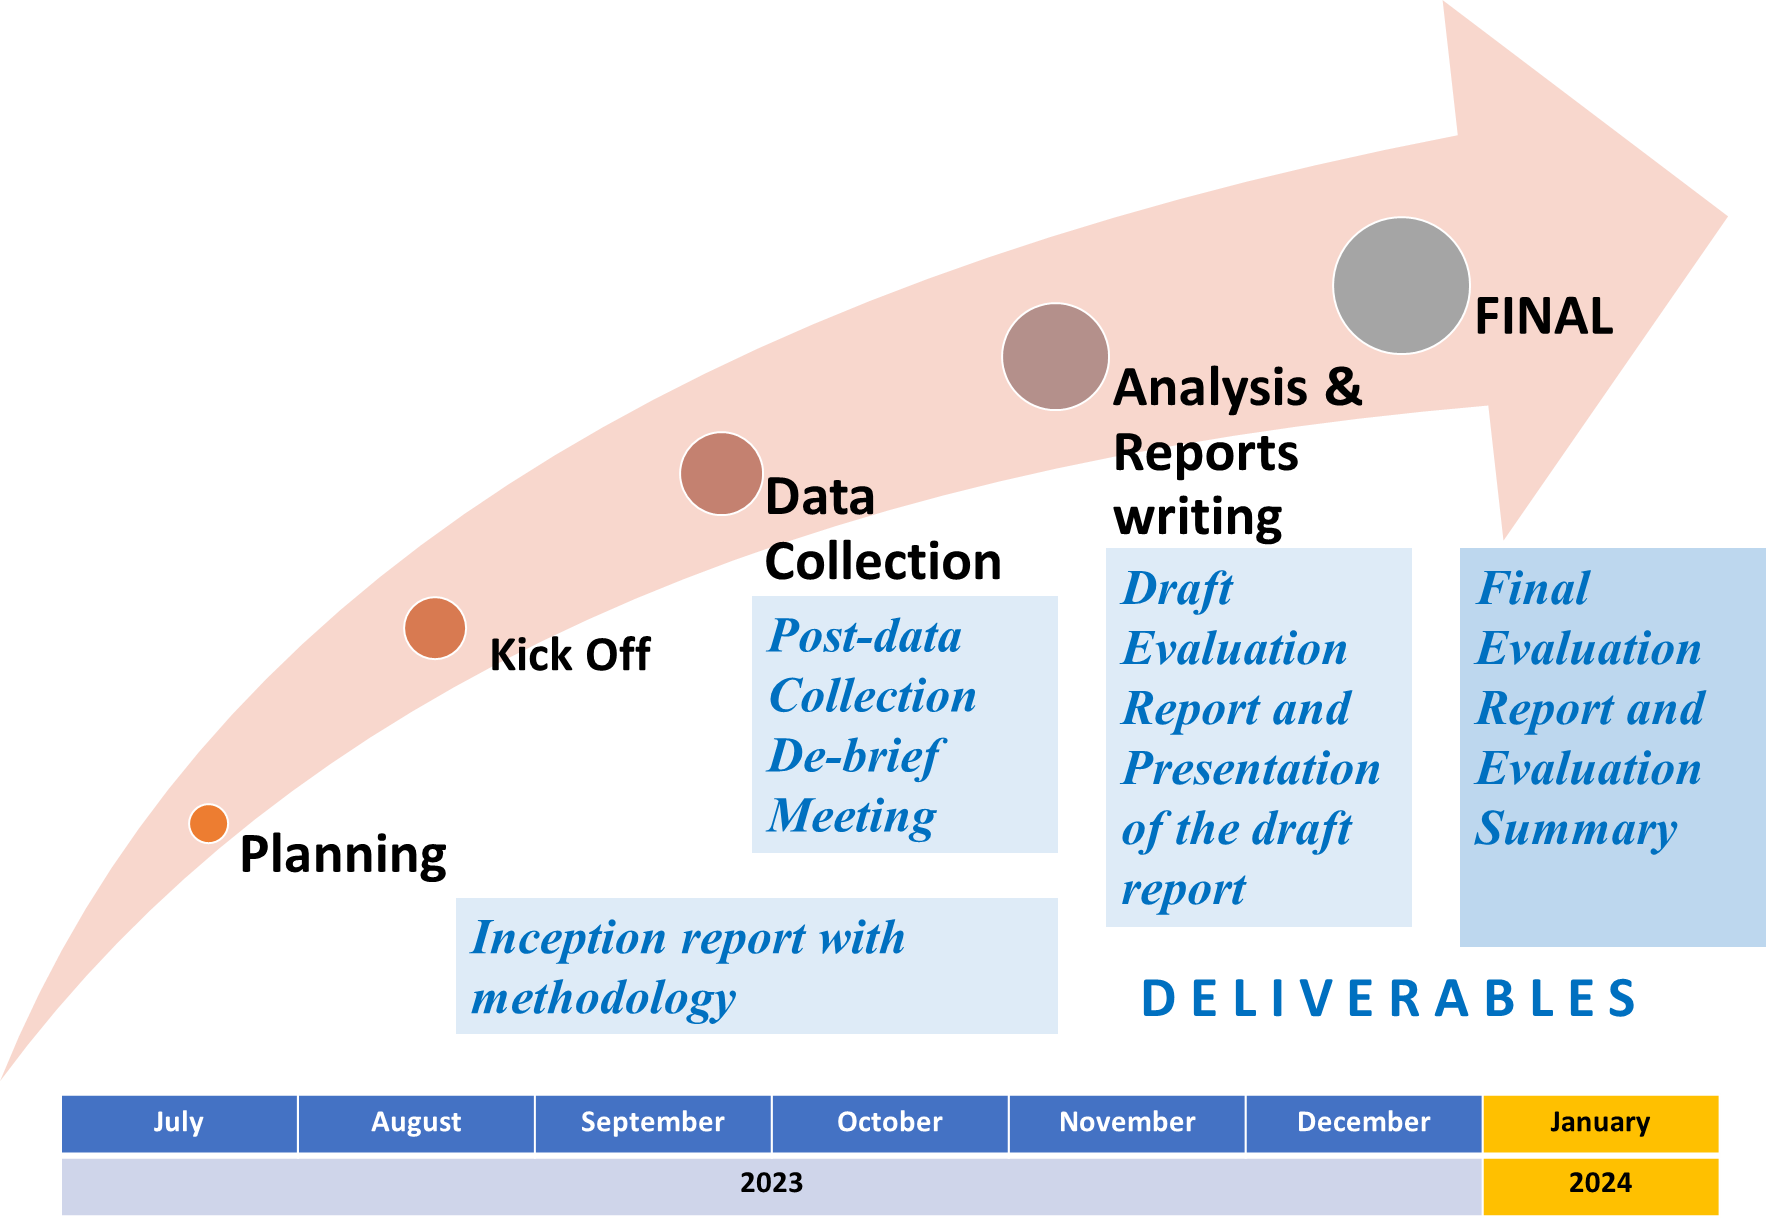 FINAL
Analysis &
Reports
writing
Data
Collection
Kick Off
Planning
Post-data
Collection
De-brief
Meeting
Draft
Evaluation
Report and
Presentation
of the draft
report
Final
Evaluation
Report and
Evaluation
Summary
Inception report with
methodology
DELIVERABLES
July August September October November December January
2023 2024